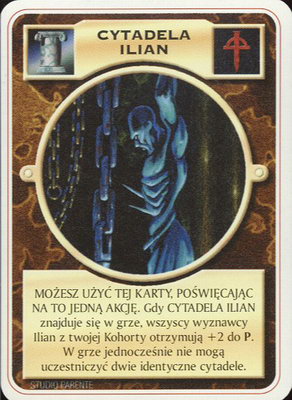 CYTADELA
ILIAN
MOŻESZ UŻYĆ TEJ KARTY, POŚWIĘCAJĄC
NA TO JEDNĄ AKCJĘ. Gdy CYTADELA ILIAN
znajduje się w grze, wszyscy wyznawcy
Ilian z twojej Kohorty otrzymują +2 do P.
W grze jednocześnie nie mogą
uczestniczyć dwie identyczne cytadele.
STUDIO PARENTE